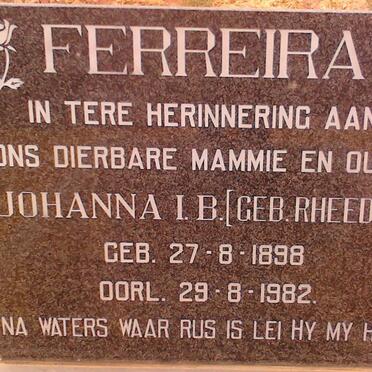 FERREIRA
IN TERE HERINNERING AAN
ONS DIERBARE MAMMIE EN OU
JOHANNA I.B. [GEB. RHEED
GEB. 27-8-1898
OORL. 29-8-1982.
NA WATERS WAAR RUS IS LEI HY MY H